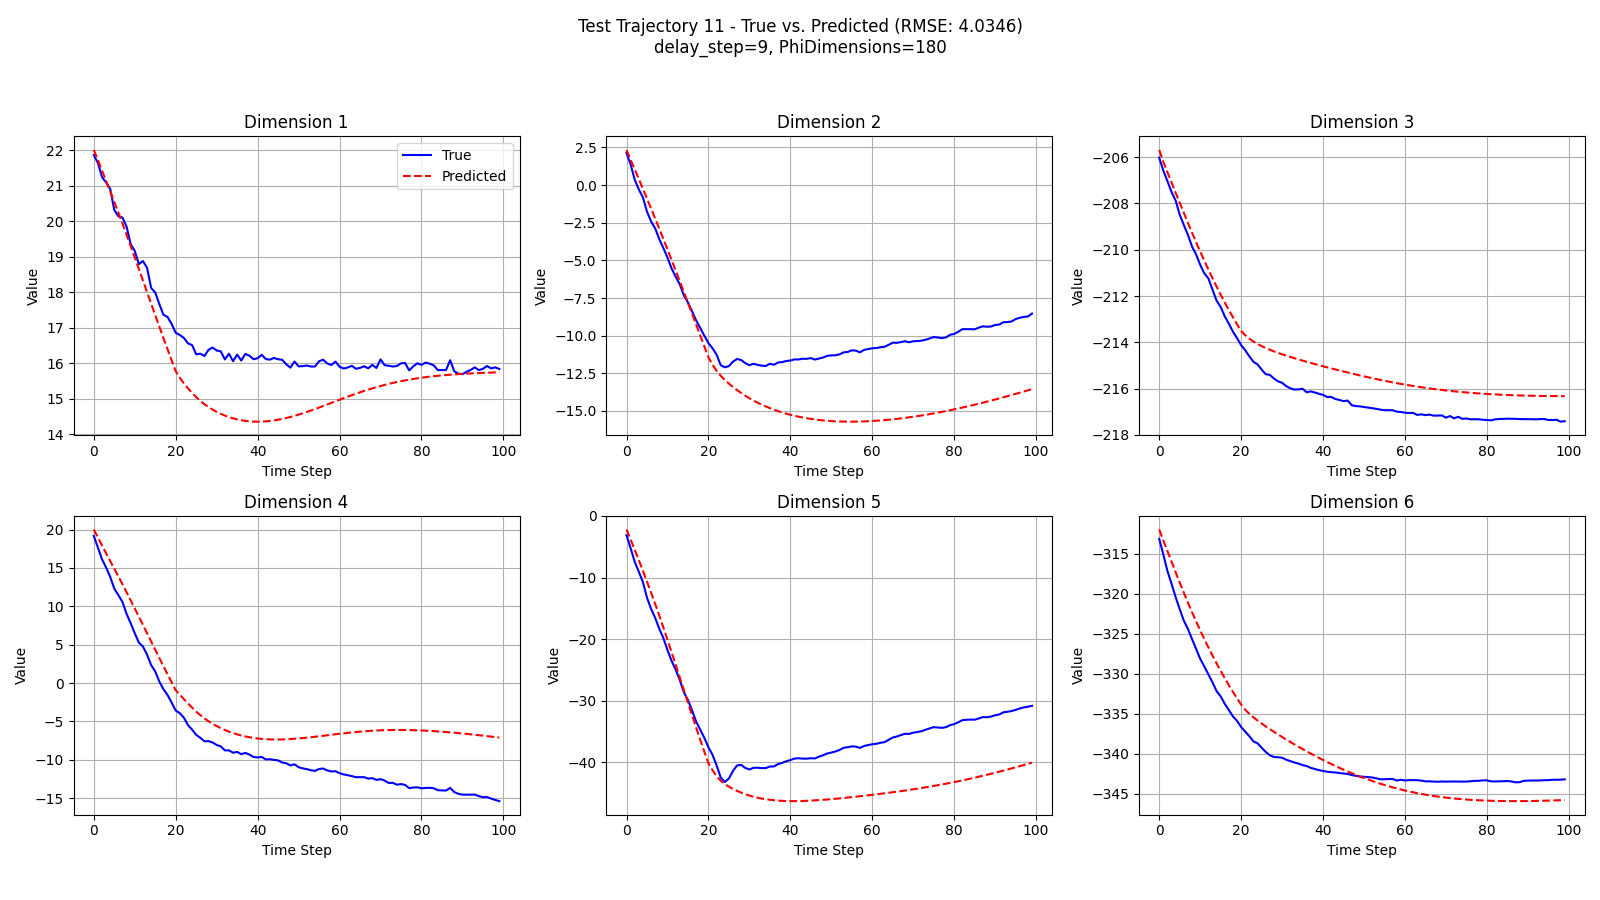 Test Trajectory 11 - True vs. Predicted (RMSE: 4.0346)
delay_step=9, PhiDimensions=180
Dimension 1
Value
22
21
20
19
18
17
16
15
14
0 20 40 60 80 100
Time Step
True
Predicted
Dimension 2
Value
2.5
0.0
−2.5
−5.0
−7.5
−10.0
−12.5
−15.0
0 20 40 60 80 100
Time Step
Dimension 3
Value
−206
−208
−210
−212
−214
−216
−218
0 20 40 60 80 100
Time Step
Dimension 4
Value
20
15
10
5
0
−5
−10
−15
0 20 40 60 80 100
Time Step
Dimension 5
Value
0
−10
−20
−30
−40
0 20 40 60 80 100
Time Step
Dimension 6
Value
−315
−320
−325
−330
−335
−340
−345
0 20 40 60 80 100
Time Step